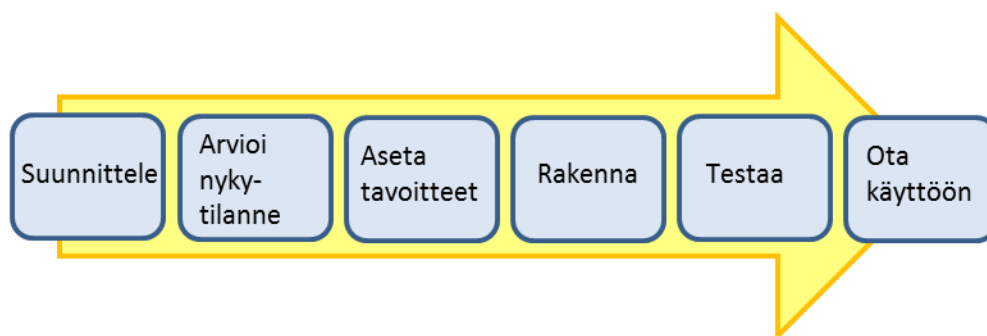 Suunnittele
Arvioi
nyky-
tilanne
Aseta
tavoitteet
Rakenna
Testaa
Ota
käyttöön